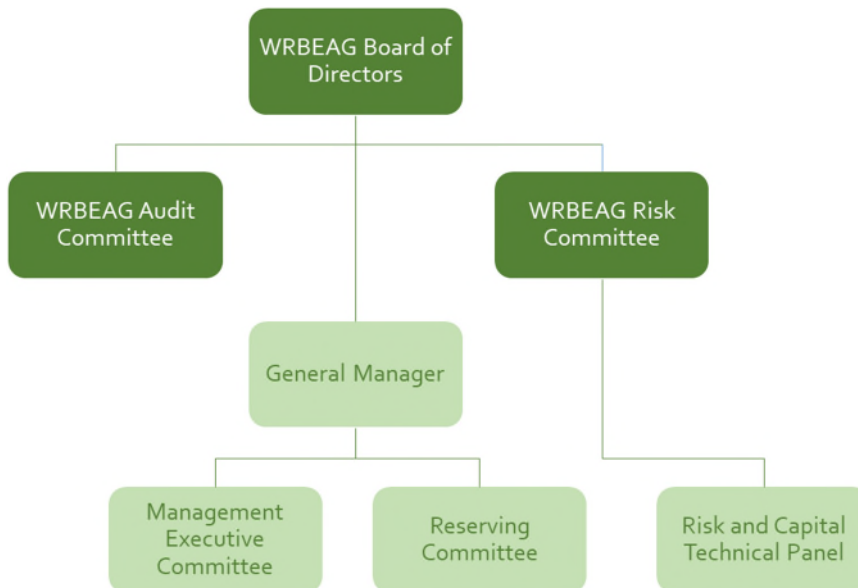 WRBEAG Board of
Directors
WRBEAG Audit
Committee
WRBEAG Risk
Committee
General Manager
Management
Executive
Committee
Reserving
Committee
Risk and Capital
Technical Panel